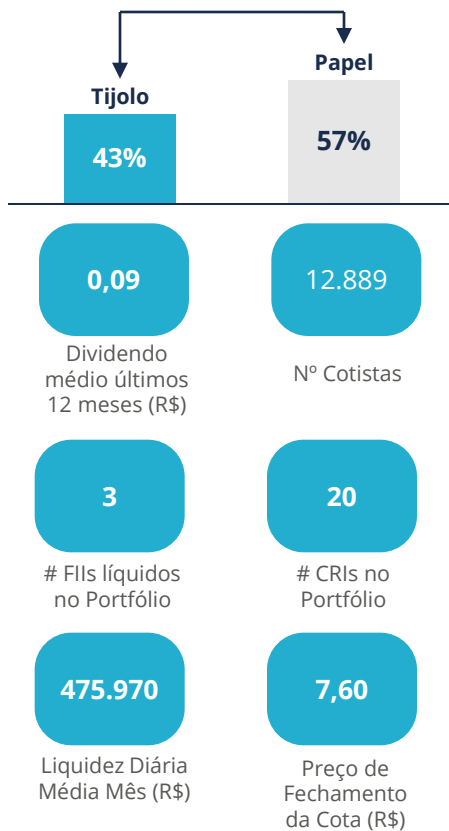 Papel
Tijolo
43%
57%
0,09
12.889
Dividendo
médio últimos
12 meses (R$)
Nº Cotistas
3
20
# FIIs líquidos
no Portfólio
# CRIs no
Portfólio
475.970
7,60
Liquidez Diária
Média Mês (R$)
Preço de
Fechamento
da Cota (R$)